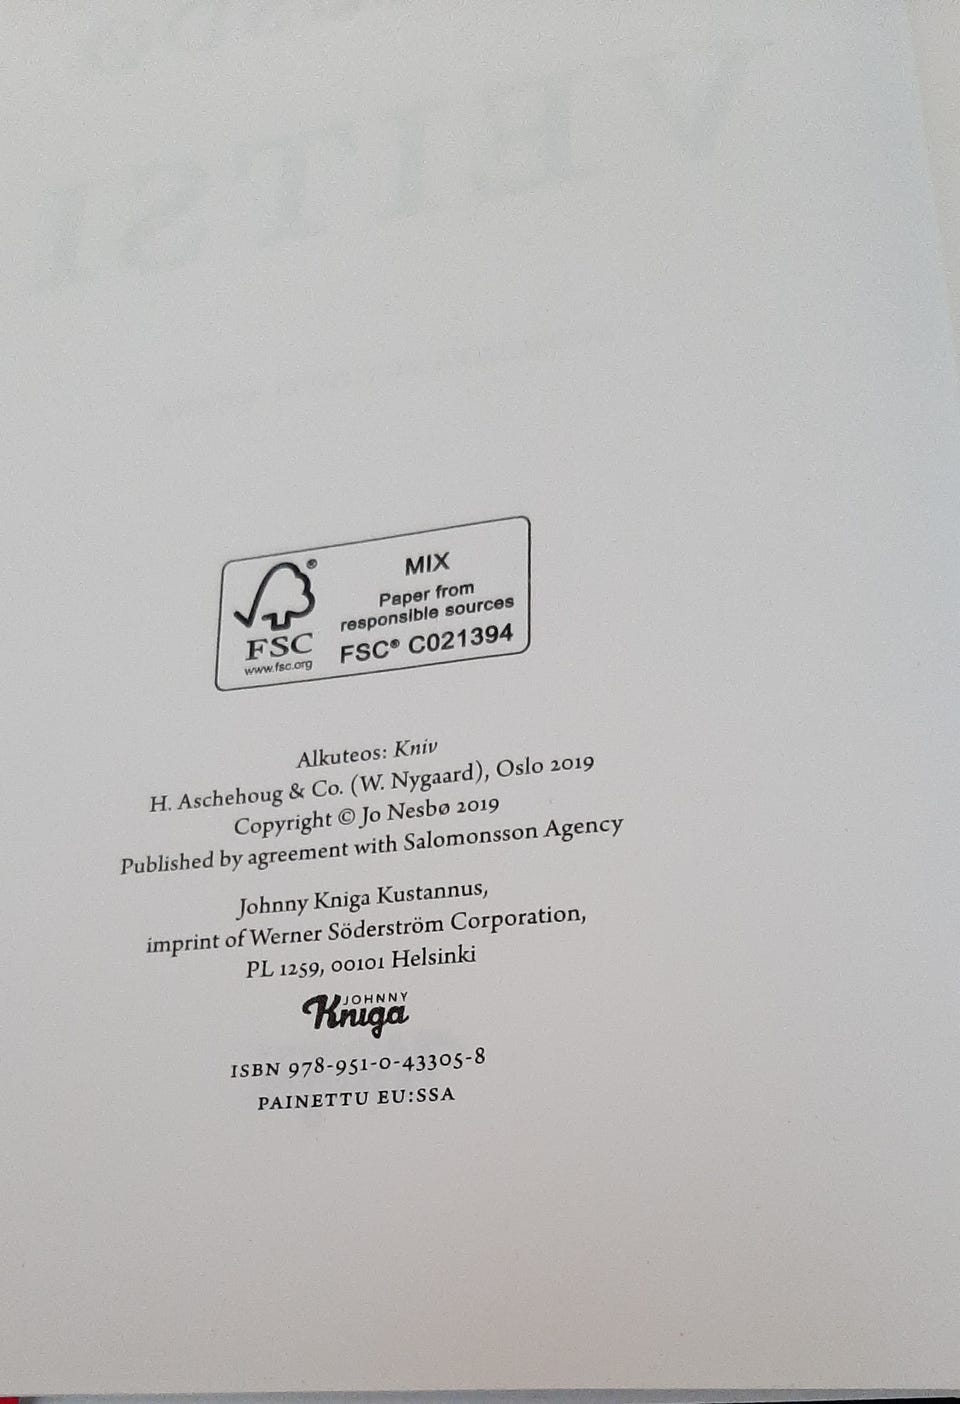 VEITSI
MIX
Paper from
responsible sources
FSC® C021394
®
FSC
www.fsc.org
Alkuteos: Kniv
H. Aschehoug & Co. (W. Nygaard), Oslo 2019
Copyright © Jo Nesbø 2019
Published by agreement with Salomonsson Agency
Johnny Kniga Kustannus,
imprint of Werner Söderström Corporation,
PL 1259, 00101 Helsinki
JOHNNY
Kniga
ISBN 978-951-0-43305-8
PAINETTU EU:SSA